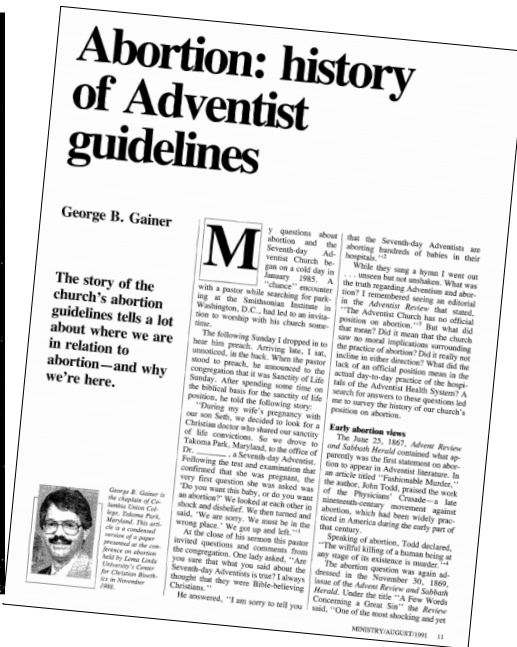 Abortion: history
of Adventist
guidelines
George B. Gainer
The story of the
church's abortion
guidelines tells a lot
about where we are
in relation to
abortion—and why
we're here.
George B. Gainer is
the chaplain of Co-
lumbia Union Col-
lege, Takoma Park,
Maryland. This arti-
cle is a condensed
version of a paper
presented at the con-
ference on abortion
held by Loma Linda
University's Center
for Christian Bioeth-
ics in November
1988.
My questions about
abortion and the
Seventh-day Ad-
ventist Church be-
gan on a cold day in
January 1985. A
"chance" encounter
with a pastor while searching for park-
ing at the Smithsonian Institute in
Washington, D.C., had led to an invita-
tion to worship with his church some-
time.
The following Sunday I dropped in to
hear him preach. Arriving late, I sat,
unnoticed, in the back. When the pastor
stood to preach, he announced to the
congregation that it was Sanctity of Life
Sunday. After spending some time on
the biblical basis for the sanctity of life
position, he told the following story:
"During my wife's pregnancy with
our son Seth, we decided to look for a
Christian doctor who shared our sanctity
of life convictions. So we drove to
Takoma Park, Maryland, to the office of
Dr. ______, a Seventh-day Adventist.
Following the test and examination that
confirmed that she was pregnant, the
very first question she was asked was
'Do you want this baby, or do you want
an abortion?' We looked at each other in
shock and disbelief. We then turned and
said, 'We are sorry. We must be in the
wrong place.' We got up and left."1
At the close of his sermon this pastor
invited questions and comments from
the congregation. One lady asked, "Are
you sure that what you said about the
Seventh-day Adventists is true? I always
thought that they were Bible-believing
Christians."
He answered, "I am sorry to tell you
that the Seventh-day Adventists are
aborting hundreds of babies in their
hospitals."2
While they sang a hymn I went out
. . . unseen but not unshaken. What was
the truth regarding Adventism and abor-
tion? I remembered seeing an editorial
in the Adventist Review that stated,
"The Adventist Church has no official
position on abortion."3 But what did
that mean? Did it mean that the church
saw no moral implications surrounding
the practice of abortion? Did it really not
incline in either direction? What did the
lack of an official position mean in the
actual day-to-day practice of the hospi-
tals of the Adventist Health System? A
search for answers to these questions led
me to survey the history of our church's
position on abortion.
Early abortion views
The June 25, 1867, Advent Review
and Sabbath Herald contained what ap-
parently was the first statement on abor-
tion to appear in Adventist literature. In
an article titled "Fashionable Murder,"
the author, John Todd, praised the work
of the Physicians' Crusade—a late
nineteenth-century movement against
abortion, which had been widely prac-
ticed in America during the early part of
that century.
Speaking of abortion, Todd declared,
"The willful killing of a human being at
any stage of its existence is murder."4
The abortion question was again ad-
dressed in the November 30, 1869,
issue of the Advent Review and Sabbath
Herald. Under the title "A Few Words
Concerning a Great Sin" the Review
said, "One of the most shocking and yet
MINISTRY/AUGUST/1991 11